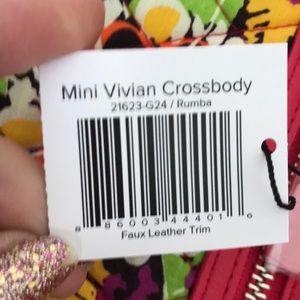 Mini Vivian Crossbody
21623-G24 / Rumba
8 86003 44401 6
Faux Leather Trim